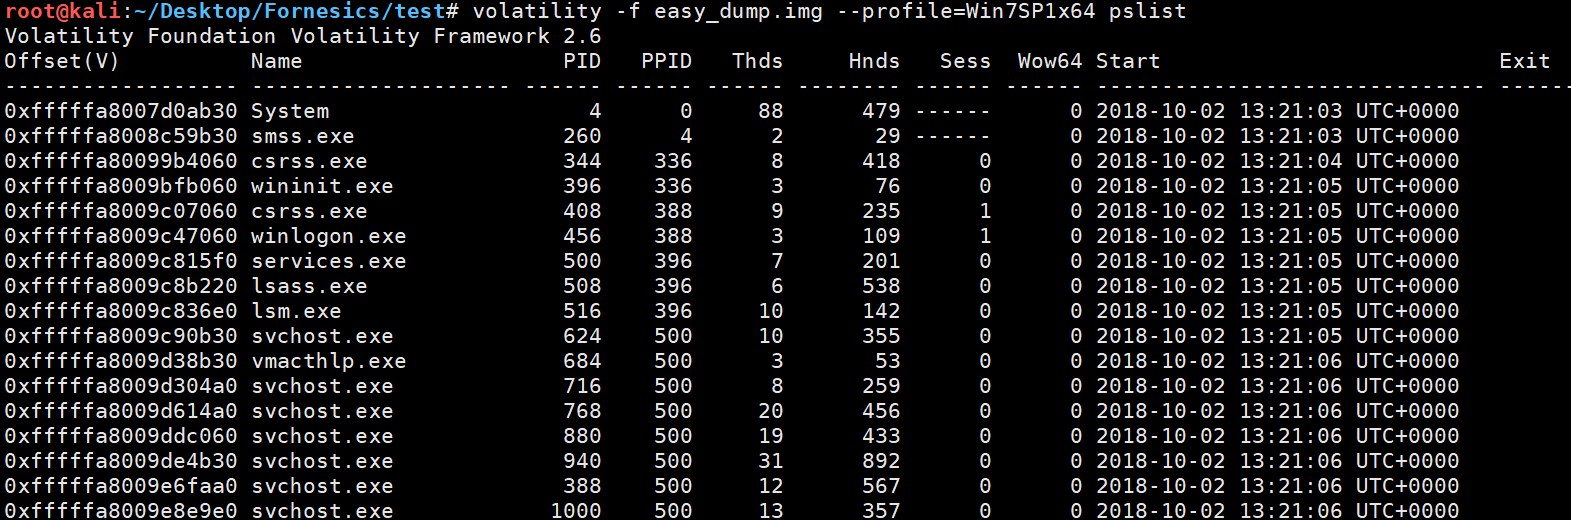 root@kali:~/Desktop/Fornesics/test# volatility -f easy_dump.img --profile=Win7SP1x64 pslist
Volatility Foundation Volatility Framework 2.6
Offset(V)          Name                    PID   PPID   Thds     Hnds   Sess  Wow64 Start                          Exit
------------------ -------------------- ------ ------ ------ -------- ------ ------ ------------------------------ ------
0xfffffa8007d0ab30 System                    4      0     88      479 ------      0 2018-10-02 13:21:03 UTC+0000
0xfffffa8008c59b30 smss.exe                260      4      2       29 ------      0 2018-10-02 13:21:03 UTC+0000
0xfffffa80099b4060 csrss.exe               344    336      8      418      0      0 2018-10-02 13:21:04 UTC+0000
0xfffffa8009bfb060 wininit.exe             396    336      3       76      0      0 2018-10-02 13:21:05 UTC+0000
0xfffffa8009c07060 csrss.exe               408    388      9      235      1      0 2018-10-02 13:21:05 UTC+0000
0xfffffa8009c47060 winlogon.exe            456    388      3      109      1      0 2018-10-02 13:21:05 UTC+0000
0xfffffa8009c815f0 services.exe            500    396      7      201      0      0 2018-10-02 13:21:05 UTC+0000
0xfffffa8009c8b220 lsass.exe               508    396      6      538      0      0 2018-10-02 13:21:05 UTC+0000
0xfffffa8009c836e0 lsm.exe                 516    396     10      142      0      0 2018-10-02 13:21:05 UTC+0000
0xfffffa8009c90b30 svchost.exe             624    500     10      355      0      0 2018-10-02 13:21:05 UTC+0000
0xfffffa8009d38b30 vmacthlp.exe            684    500      3       53      0      0 2018-10-02 13:21:06 UTC+0000
0xfffffa8009d304a0 svchost.exe             716    500      8      259      0      0 2018-10-02 13:21:06 UTC+0000
0xfffffa8009d614a0 svchost.exe             768    500     20      456      0      0 2018-10-02 13:21:06 UTC+0000
0xfffffa8009ddc060 svchost.exe             880    500     19      433      0      0 2018-10-02 13:21:06 UTC+0000
0xfffffa8009de4b30 svchost.exe             940    500     31      892      0      0 2018-10-02 13:21:06 UTC+0000
0xfffffa8009e6faa0 svchost.exe             388    500     12      567      0      0 2018-10-02 13:21:06 UTC+0000
0xfffffa8009e8e9e0 svchost.exe            1000    500     13      357      0      0 2018-10-02 13:21:06 UTC+0000